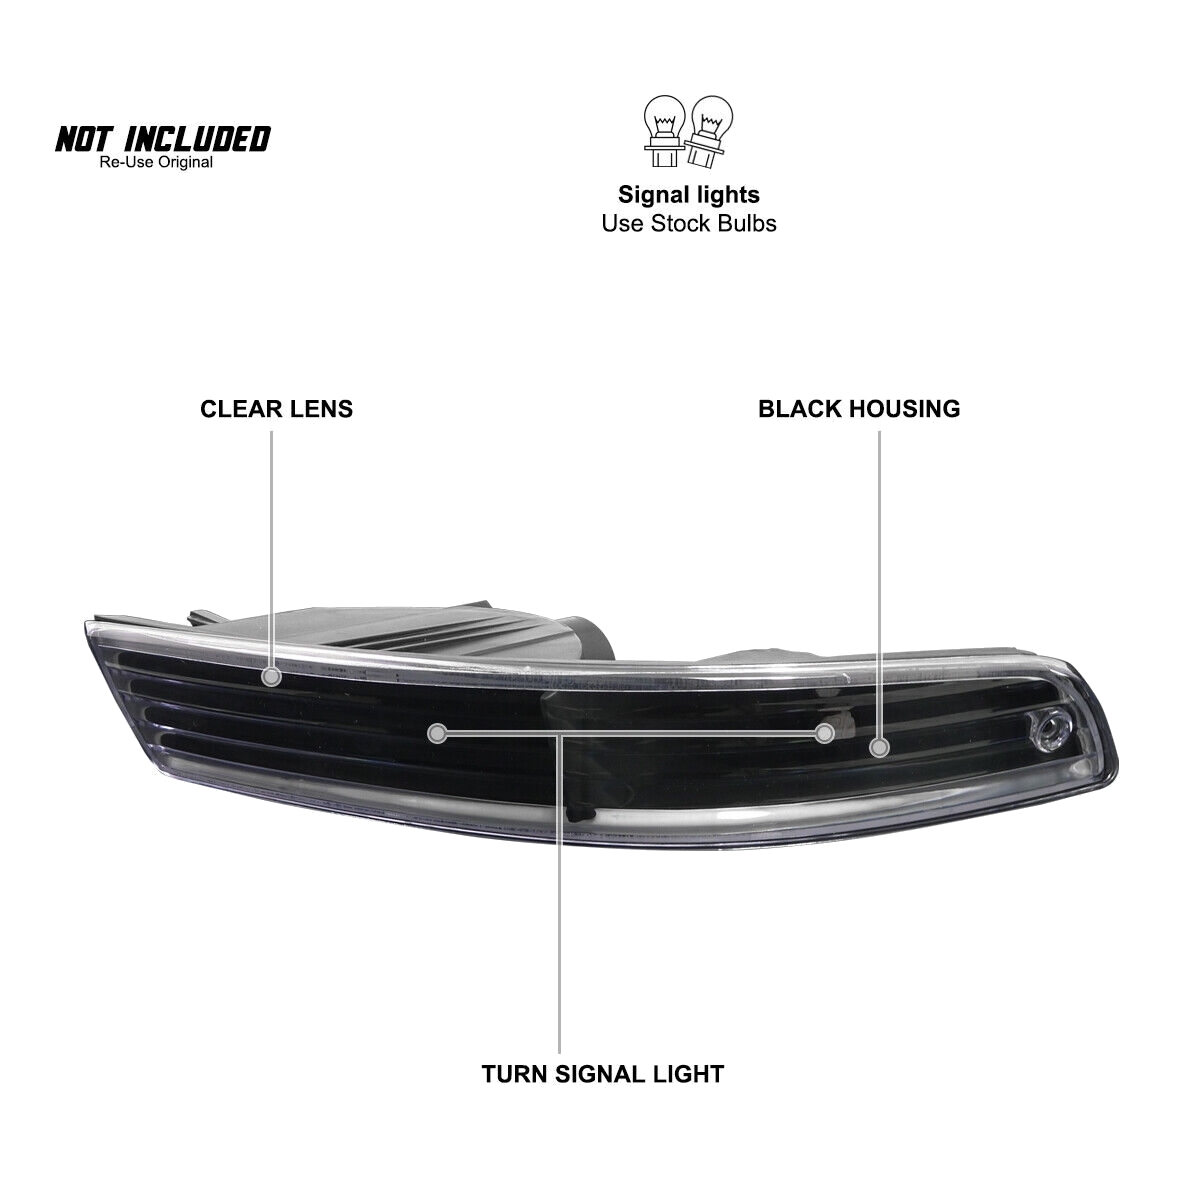 NOT INCLUDED
Re-Use Original
Signal lights
Use Stock Bulbs
CLEAR LENS
BLACK HOUSING
TURN SIGNAL LIGHT